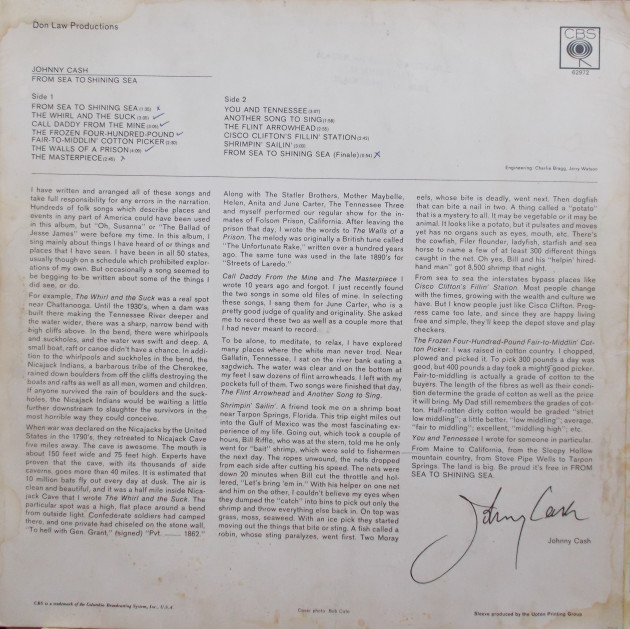 Don Law Productions
CBS
62972
JOHNNY CASH
FROM SEA TO SHINING SEA
Side 1
FROM SEA TO SHINING SEA (1:35)
THE WHIRL AND THE SUCK (3:05)
CALL DADDY FROM THE MINE (3:05)
THE FROZEN FOUR-HUNDRED-POUND
FAIR-TO-MIDDLIN' COTTON PICKER (2:30)
THE WALLS OF A PRISON (4:05)
THE MASTERPIECE (2:45)
Side 2
YOU AND TENNESSEE (3:07)
ANOTHER SONG TO SING (1:58)
THE FLINT ARROWHEAD (2:55)
CISCO CLIFTON'S FILLIN' STATION (2:45)
SHRIMPIN' SAILIN' (3:03)
FROM SEA TO SHINING SEA (Finale) (0:34)
Engineering: Charlie Bragg, Jerry Watson
I have written and arranged all of these songs and
take full responsibility for any errors in the narration.
Hundreds of folk songs which describe places and
events in any part of America could have been used
in this album, but "Oh, Susanna" or "The Ballad of
Jesse James" were before my time. In this album, I
sing mainly about things I have heard of or things and
places that I have seen. I have been in all 50 states,
usually though on a schedule which prohibited explor-
ations of my own. But occasionally a song seemed to
be begging to be written about some of the things I
did see, or do.
For example, The Whirl and the Suck was a real spot
near Chattanooga. Until the 1930's, when a dam was
built there making the Tennessee River deeper and
the water wider, there was a sharp, narrow bend with
high cliffs above. In the bend, there were whirlpools
and suckholes, and the water was swift and deep. A
small boat, raft or canoe didn't have a chance. In addi-
tion to the whirlpools and suckholes in the bend, the
Nicajack Indians, a barbarous tribe of the Cherokee,
rained down boulders from off the cliffs destroying the
boats and rafts as well as all men, women and children.
If anyone survived the rain of boulders and the suck-
holes, the Nicajack Indians would be waiting a little
further downstream to slaughter the survivors in the
most horrible way they could conceive.
When war was declared on the Nicajacks by the United
States in the 1790's, they retreated to Nicajack Cave
five miles away. The cave is awesome. The mouth is
about 150 feet wide and 75 feet high. Experts have
proven that the cave, with its thousands of side
caverns, goes more than 40 miles. It is estimated that
10 million bats fly out every day at dusk. The air is
clean and beautiful, and it was a half mile inside Nica-
jack Cave that I wrote The Whirl and the Suck. The
particular spot was a high, flat place around a bend
from outside light. Confederate soldiers had camped
there, and one private had chiseled on the stone wall,
"To hell with Gen. Grant," (signed) "Pvt. ...... 1862."
Along with The Statler Brothers, Mother Maybelle,
Helen, Anita and June Carter, The Tennessee Three
and myself performed our regular show for the in-
mates of Folsom Prison, California. After leaving the
prison that day, I wrote the words to The Walls of a
Prison. The melody was originally a British tune called
"The Unfortunate Rake," written over a hundred years
ago. The same tune was used in the late 1890's for
"Streets of Laredo."
Call Daddy From the Mine and The Masterpiece I
wrote 10 years ago and forgot. I just recently found
the two songs in some old files of mine. In selecting
these songs, I sang them for June Carter, who is a
pretty good judge of quality and originality. She asked
me to record these two as well as a couple more that
I had never meant to record.
To be alone, to meditate, to relax, I have explored
many places where the white man never trod. Near
Gallatin, Tennessee, I sat on the river bank eating a
sandwich. The water was clear and on the bottom at
my feet I saw dozens of flint arrowheads. I left with my
pockets full of them. Two songs were finished that day,
The Flint Arrowhead and Another Song to Sing.
Shrimpin' Sailin'. A friend took me on a shrimp boat
near Tarpon Springs, Florida. This trip eight miles out
into the Gulf of Mexico was the most fascinating exp-
erience of my life. Going out, which took a couple of
hours, Bill Riffle, who was at the stern, told me he only
went for "bait" shrimp, which were sold to fishermen
the next day. The ropes unwound, the nets dropped
from each side after cutting his speed. The nets were
down 20 minutes when Bill cut the throttle and hol-
lered, "Let's bring 'em in." With his helper on one net
and him on the other, I couldn't believe my eyes when
they dumped the "catch" into bins to pick out only the
shrimp and throw everything else back in. On top was
grass, moss, seaweed. With an ice pick they started
moving out the things that bite or sting. A fish called a
robin, whose sting paralyzes, went first. Two Moray
eels, whose bite is deadly, went next. Then dogfish
that can bite a nail in two. A thing called a "potato"
that is a mystery to all. It may be vegetable or it may be
animal. It looks like a potato, but it pulsates and moves
yet has no organs such as eyes, mouth, etc. There's
the cowfish, Filer flounder, ladyfish, starfish and sea
horse to name a few of at least 300 different things
caught in the net. Oh yes, Bill and his "helpin' hired-
hand man" got 8,500 shrimp that night.
From sea to sea the interstates bypass places like
Cisco Clifton's Fillin' Station. Most people change
with the times, growing with the wealth and culture we
have. But I know people just like Cisco Clifton. Prog-
ress came too late, and since they are happy living
free and simple, they'll keep the depot stove and play
checkers.
The Frozen Four-Hundred-Pound Fair-to-Middlin' Cot-
ton Picker. I was raised in cotton country. I chopped,
plowed and picked it. To pick 300 pounds a day was
good, but 400 pounds a day took a mighty good picker.
Fair-to-middling is actually a grade of cotton to the
buyers. The length of the fibres as well as their condi-
tion determine the grade of cotton as well as the price
it will bring. My Dad still remembers the grades of cot-
ton. Half-cotton dirty cotton would be graded "strict
low middling"; a little better, "low middling"; average,
"fair to middling"; excellent, "middling high"; etc.
You and Tennessee I wrote for someone in particular.
From Maine to California, from the Sleepy Hallow
mountain country, from Stove Pipe Wells to Tarpon
Springs. The land is big. Be proud it's free in FROM
SEA TO SHINING SEA.
Johnny Cash
Johnny Cash
CBS is a trademark of the Columbia Broadcasting System, Inc., U.S.A.
Cover photo: Bob Cato
Sleeve produced by the Upton Printing Group